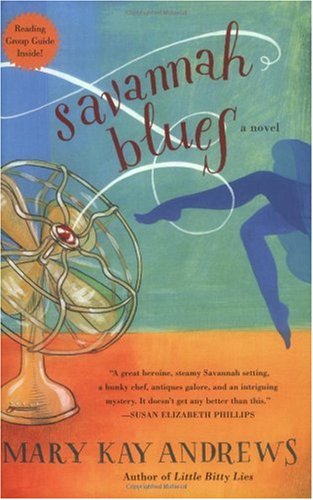 Reading
Group Guide
Inside!
savannah
blues
a novel
"A great heroine, steamy Savannah setting,
a hunky chef, antiques galore, and an intriguing
mystery. It doesn't get any better than this."
—SUSAN ELIZABETH PHILLIPS
MARY KAY ANDREWS
Author of Little Bitty Lies